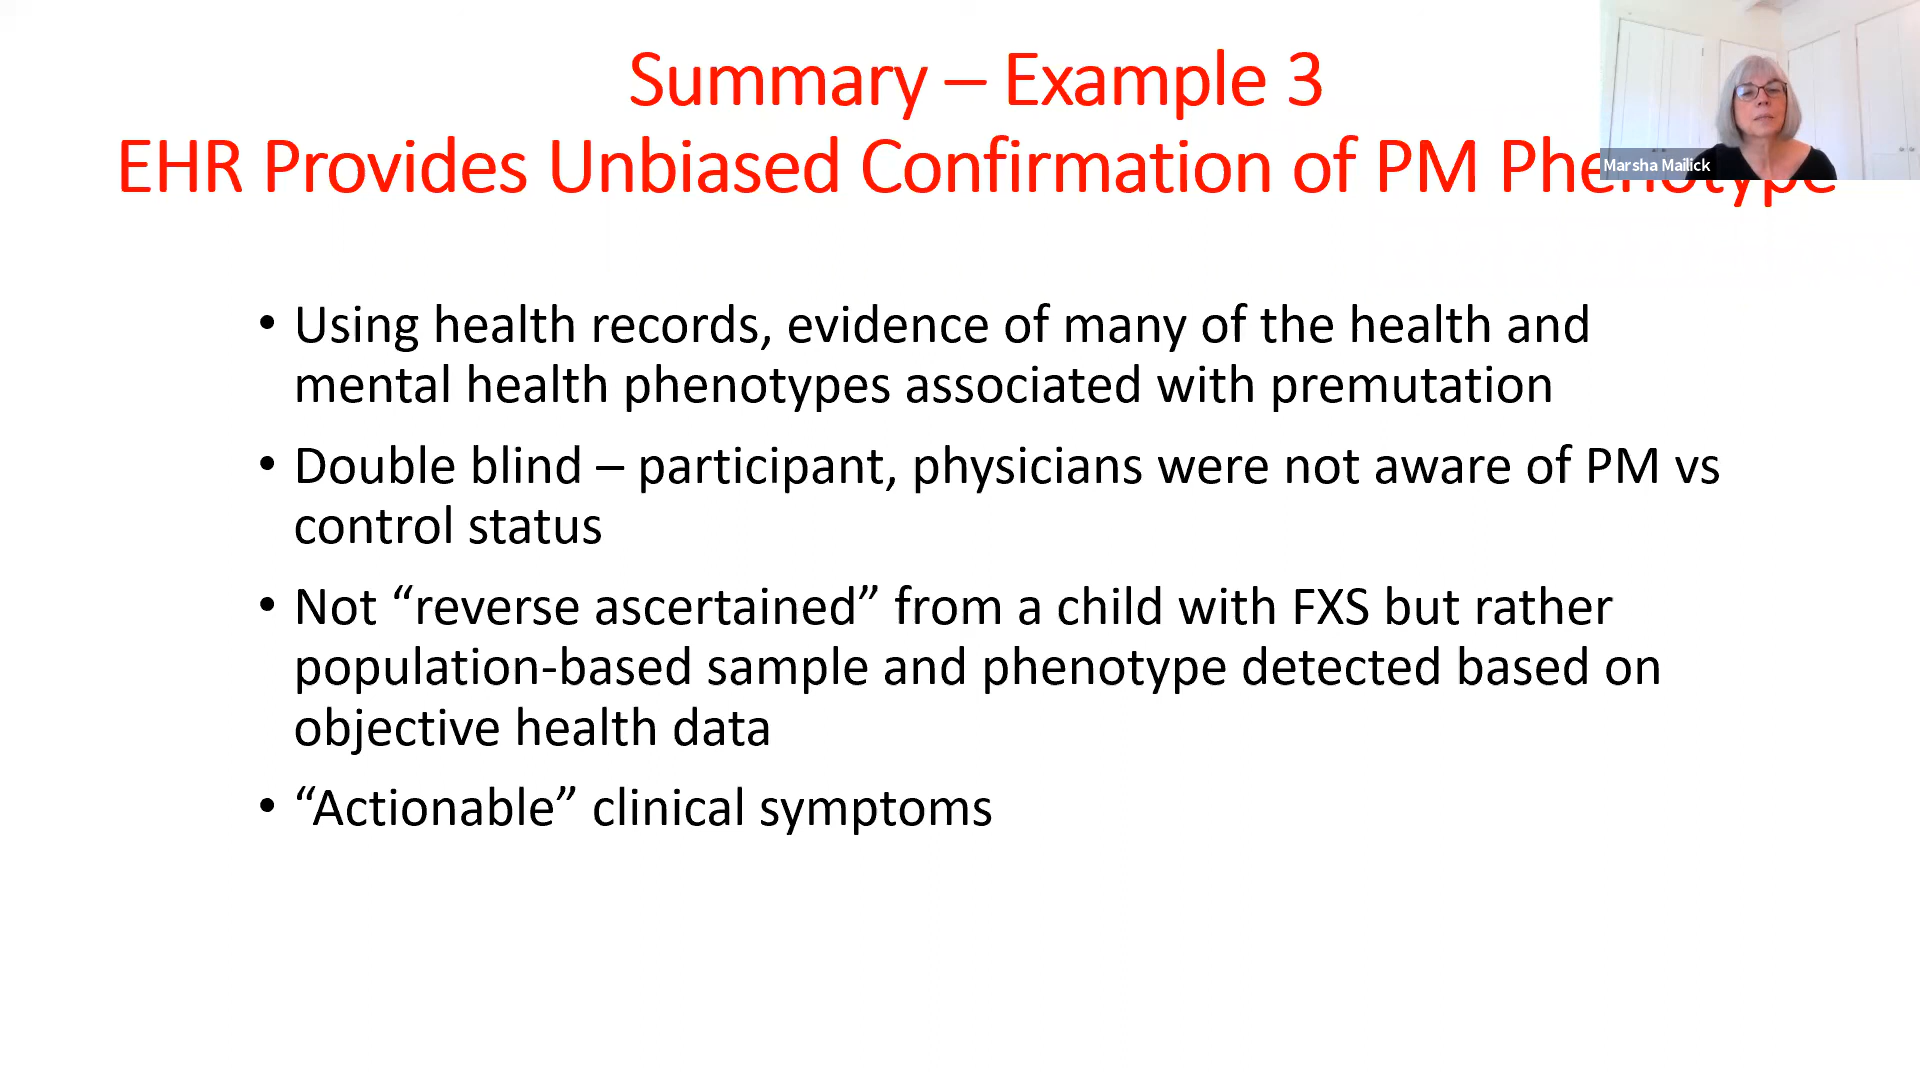 Summary – Example 3
EHR Provides Unbiased Confirmation of PM Phenotype
Marsha Mailick
• Using health records, evidence of many of the health and
mental health phenotypes associated with premutation
• Double blind – participant, physicians were not aware of PM vs
control status
• Not “reverse ascertained” from a child with FXS but rather
population-based sample and phenotype detected based on
objective health data
• “Actionable” clinical symptoms